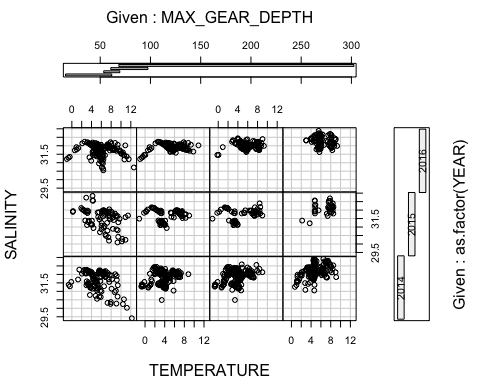 Given : MAX_GEAR_DEPTH
50 100 150 200 250 300
0 4 8 12 0 4 8 12
SALINITY
31.5
29.5
31.5
29.5
31.5
29.5
2016
2015
2014
Given : as.factor(YEAR)
0 4 8 12 0 4 8 12
TEMPERATURE